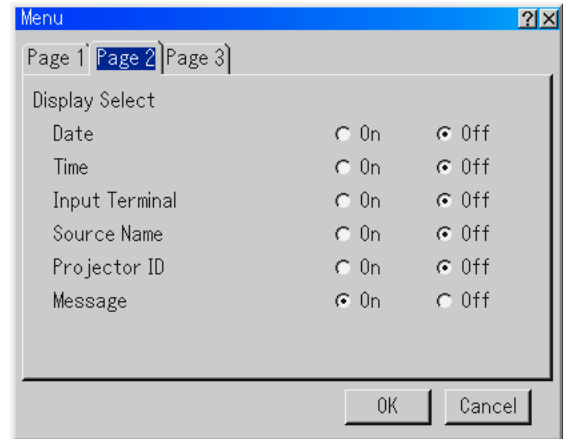 Menu
Page 1 Page 2 Page 3
Display Select
Date On Off
Time On Off
Input Terminal On Off
Source Name On Off
Projector ID On Off
Message On Off
OK Cancel